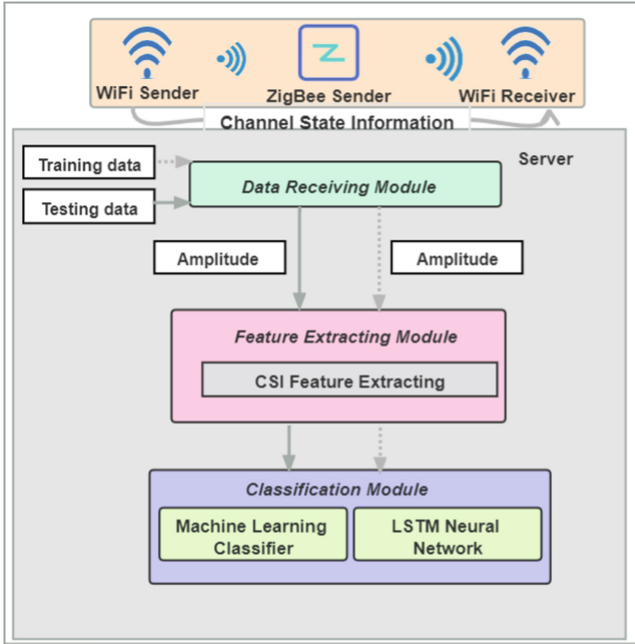 WiFi Sender
ZigBee Sender
WiFi Receiver
Channel State Information
Server
Training data
Data Receiving Module
Testing data
Amplitude
Amplitude
Feature Extracting Module
CSI Feature Extracting
Classification Module
Machine Learning
Classifier
LSTM Neural
Network